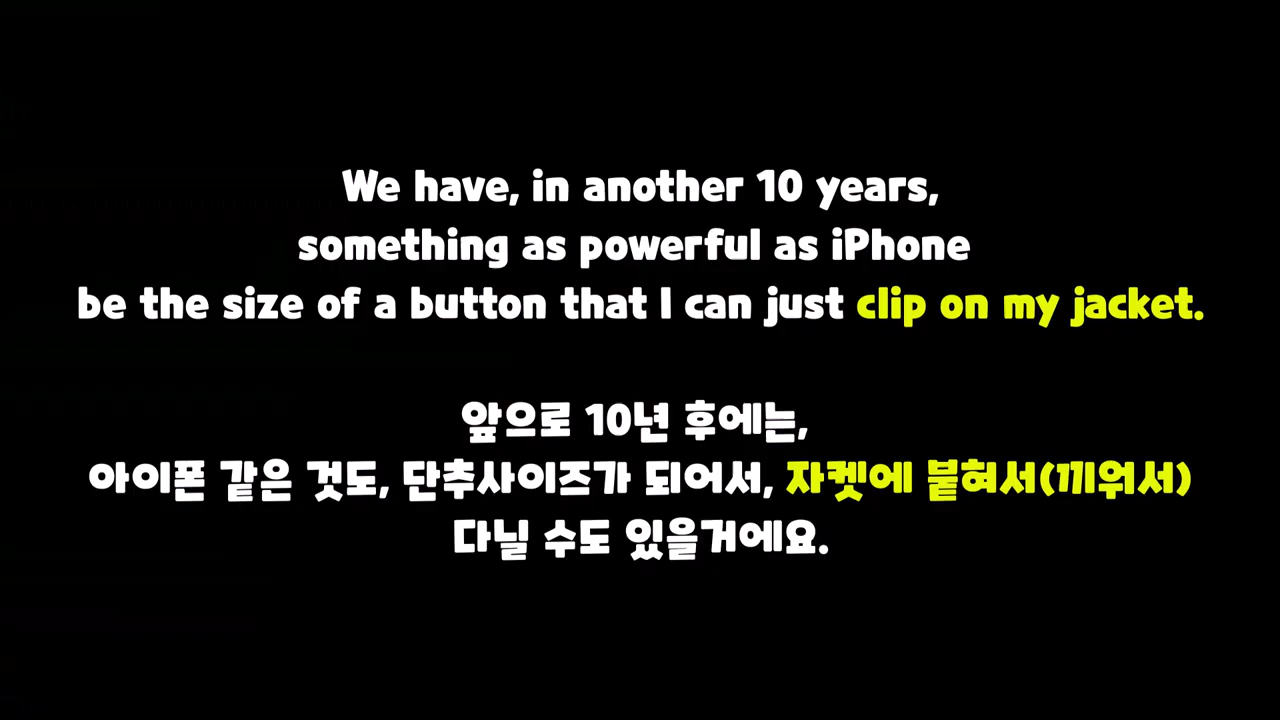 We have, in another 10 years,
something as powerful as iPhone
be the size of a button that I can just clip on my jacket.
앞으로 10년 후에는,
아이폰 같은 것도, 단추사이즈가 되어서, 자켓에 붙혀서(끼워서)
다닐 수도 있을거에요.